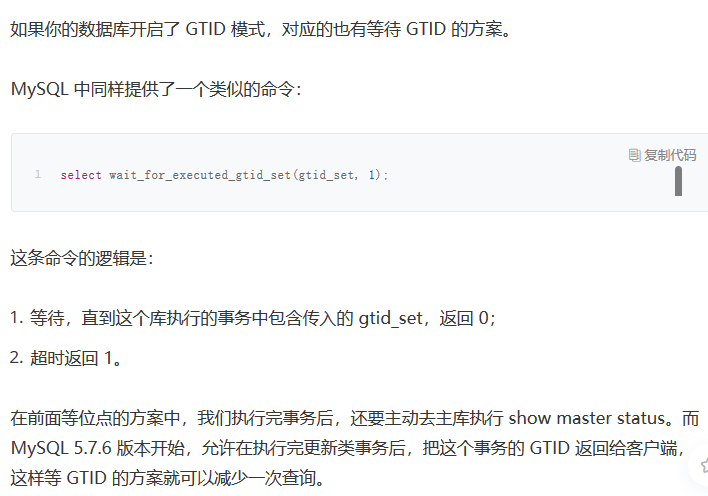 如果你的数据库开启了 GTID 模式，对应的也有等待 GTID 的方案。
MySQL 中同样提供了一个类似的命令：
复制代码
1 select wait_for_executed_gtid_set(gtid_set, 1);
这条命令的逻辑是：
1. 等待，直到这个库执行的事务中包含传入的 gtid_set，返回 0；
2. 超时返回 1。
在前面等位点的方案中，我们执行完事务后，还要主动去主库执行 show master status。而
MySQL 5.7.6 版本开始，允许在执行完更新类事务后，把这个事务的 GTID 返回给客户端，
这样等 GTID 的方案就可以减少一次查询。